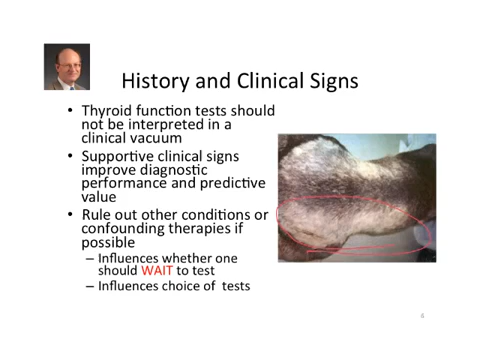 History and Clinical Signs
• Thyroid function tests should
not be interpreted in a
clinical vacuum
• Supportive clinical signs
improve diagnostic
performance and predictive
value
• Rule out other conditions or
confounding therapies if
possible
– Influences whether one
should WAIT to test
– Influences choice of tests